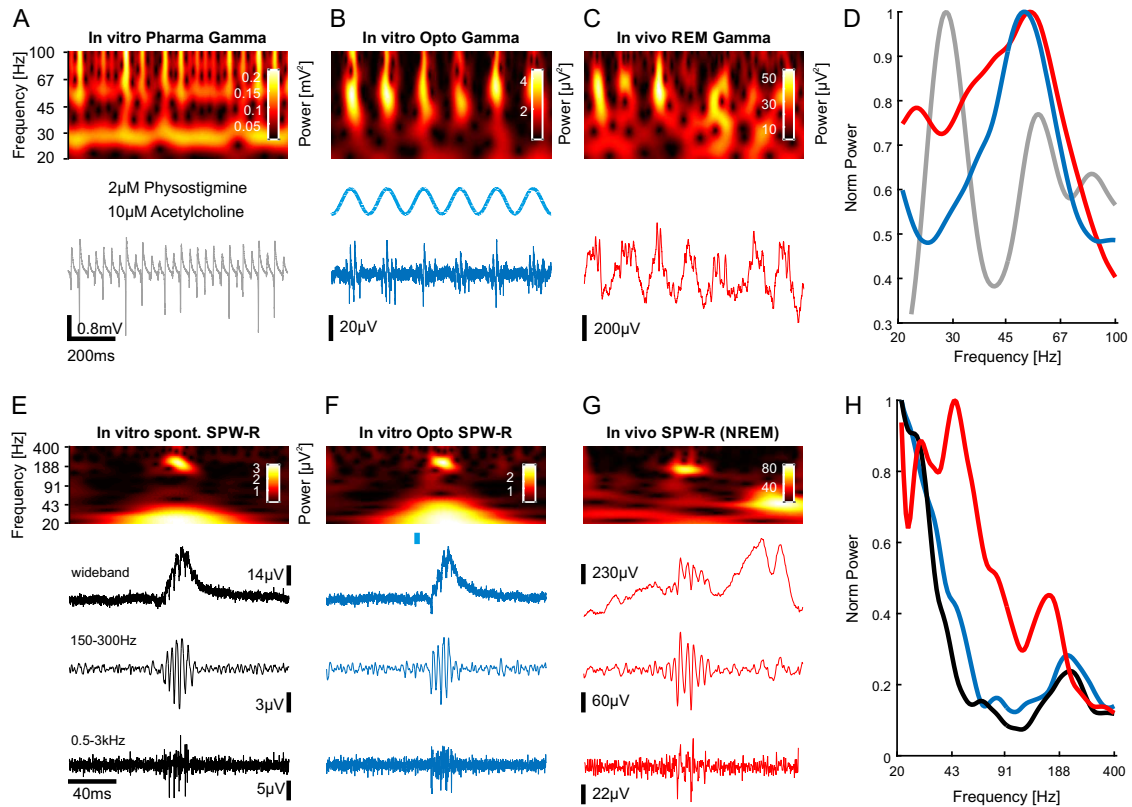 A
In vitro Pharma Gamma
Frequency [Hz]
100
67
45
30
20
0.2
0.15
0.1
0.05
Power [mV²]
2µM Physostigmine
10µM Acetylcholine
0.8mV
200ms
B
In vitro Opto Gamma
4
2
Power [µV²]
20µV
C
In vivo REM Gamma
50
30
10
Power [µV²]
200µV
D
Norm Power
1
0.9
0.8
0.7
0.6
0.5
0.4
0.3
20
30
45
67
100
Frequency [Hz]
E
In vitro spont. SPW-R
Frequency [Hz]
400
188
91
43
20
3
2
1
Power [µV²]
wideband
14µV
150-300Hz
3µV
0.5-3kHz
40ms
5µV
F
In vitro Opto SPW-R
2
1
G
In vivo SPW-R (NREM)
80
40
230µV
60µV
22µV
H
Norm Power
1
0.8
0.6
0.4
0.2
0
20
43
91
188
400
Frequency [Hz]